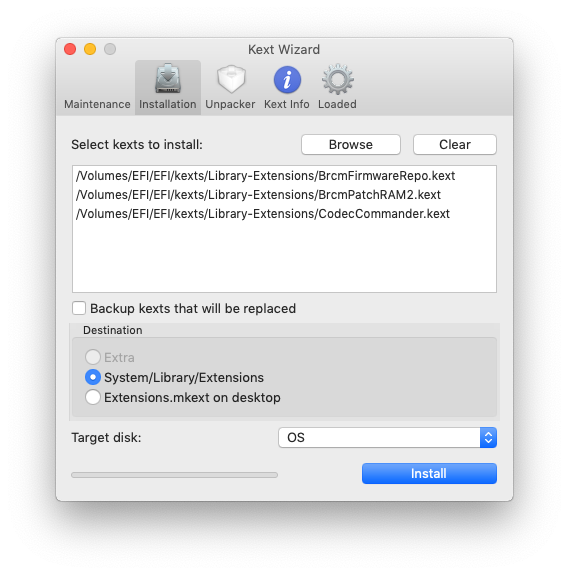 Kext Wizard
Maintenance Installation Unpacker Kext Info Loaded
Select kexts to install: Browse Clear
/Volumes/EFI/EFI/kexts/Library-Extensions/BrcmFirmwareRepo.kext
/Volumes/EFI/EFI/kexts/Library-Extensions/BrcmPatchRAM2.kext
/Volumes/EFI/EFI/kexts/Library-Extensions/CodecCommander.kext
Backup kexts that will be replaced
Destination
Extra
System/Library/Extensions
Extensions.mkext on desktop
Target disk: OS
Install